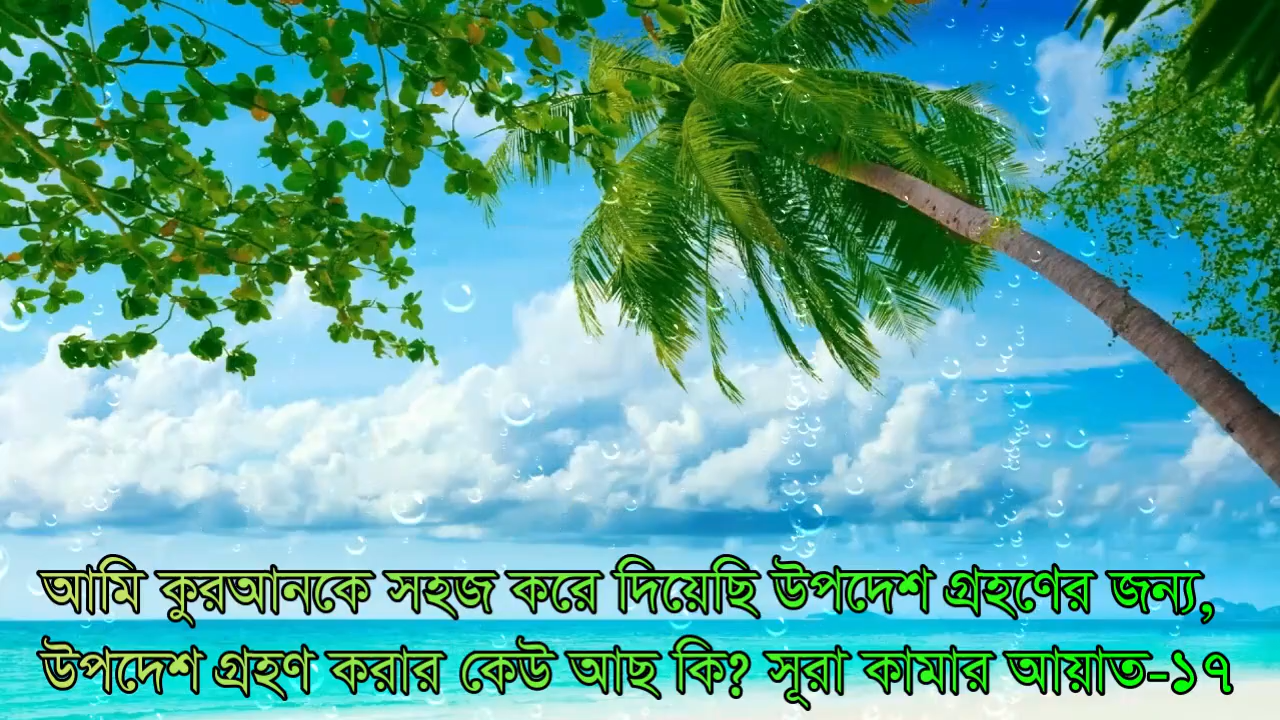 আমি কুরআনকে সহজ করে দিয়েছি উপদেশ গ্রহণের জন্য,
উপদেশ গ্রহণ করার কেউ আছ কি? সূরা কামার আয়াত-১৭